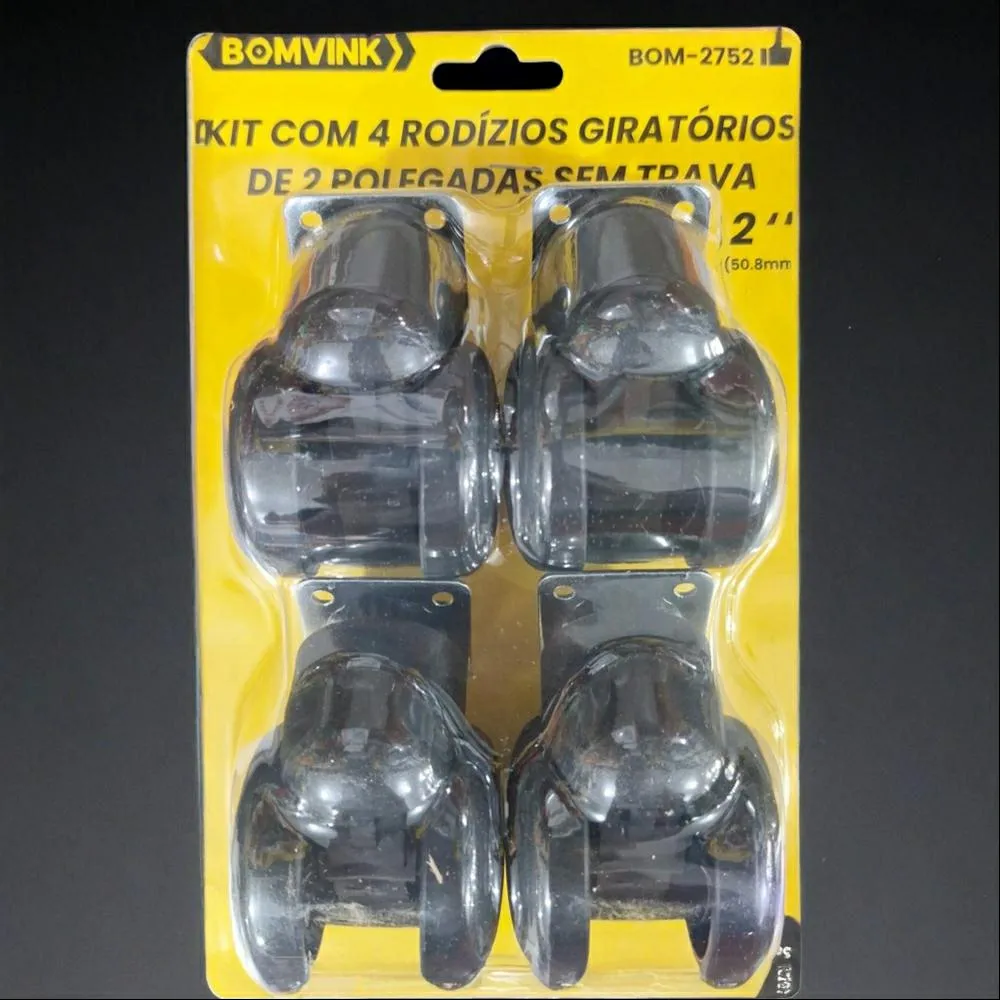 BOMVINK
BOM-2752
KIT COM 4 RODÍZIOS GIRATÓRIOS
DE 2 POLEGADAS SEM TRAVA
2"
(50.8mm